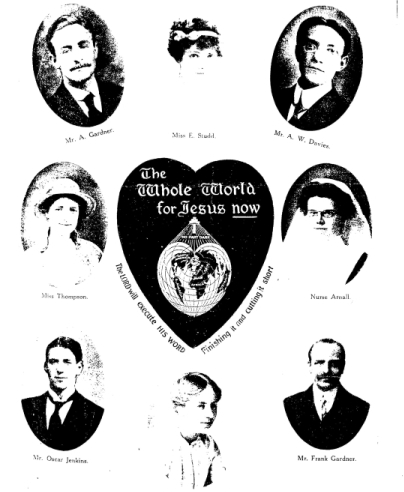 Mr. A. Gardner.
Miss E. Studd.
Mr. A. W. Davies.
The
Whole World
for Jesus now
Miss Thompson.
Nurse Arnall.
The LORD will execute HIS WORD
Finishing it and cutting it short
Mr. Oscar Jenkins.
Mr. Frank Gardner.